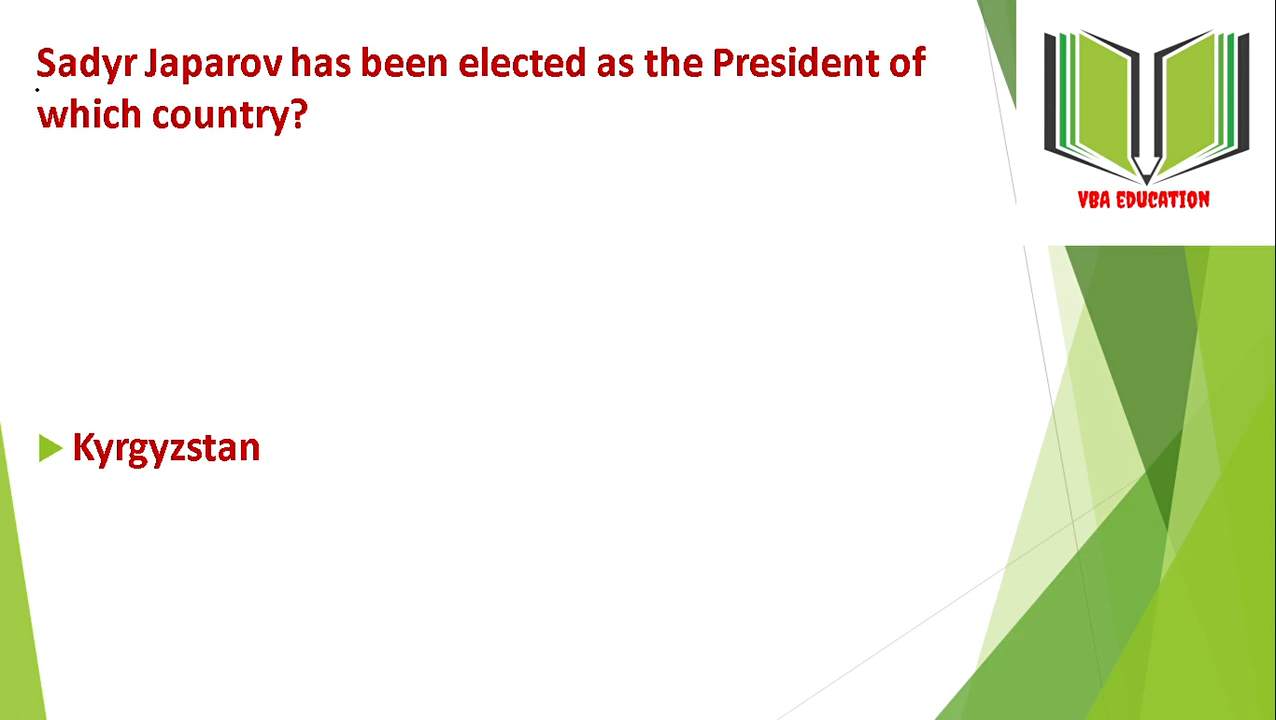 Sadyr Japarov has been elected as the President of
which country?
VBA EDUCATION
Kyrgyzstan